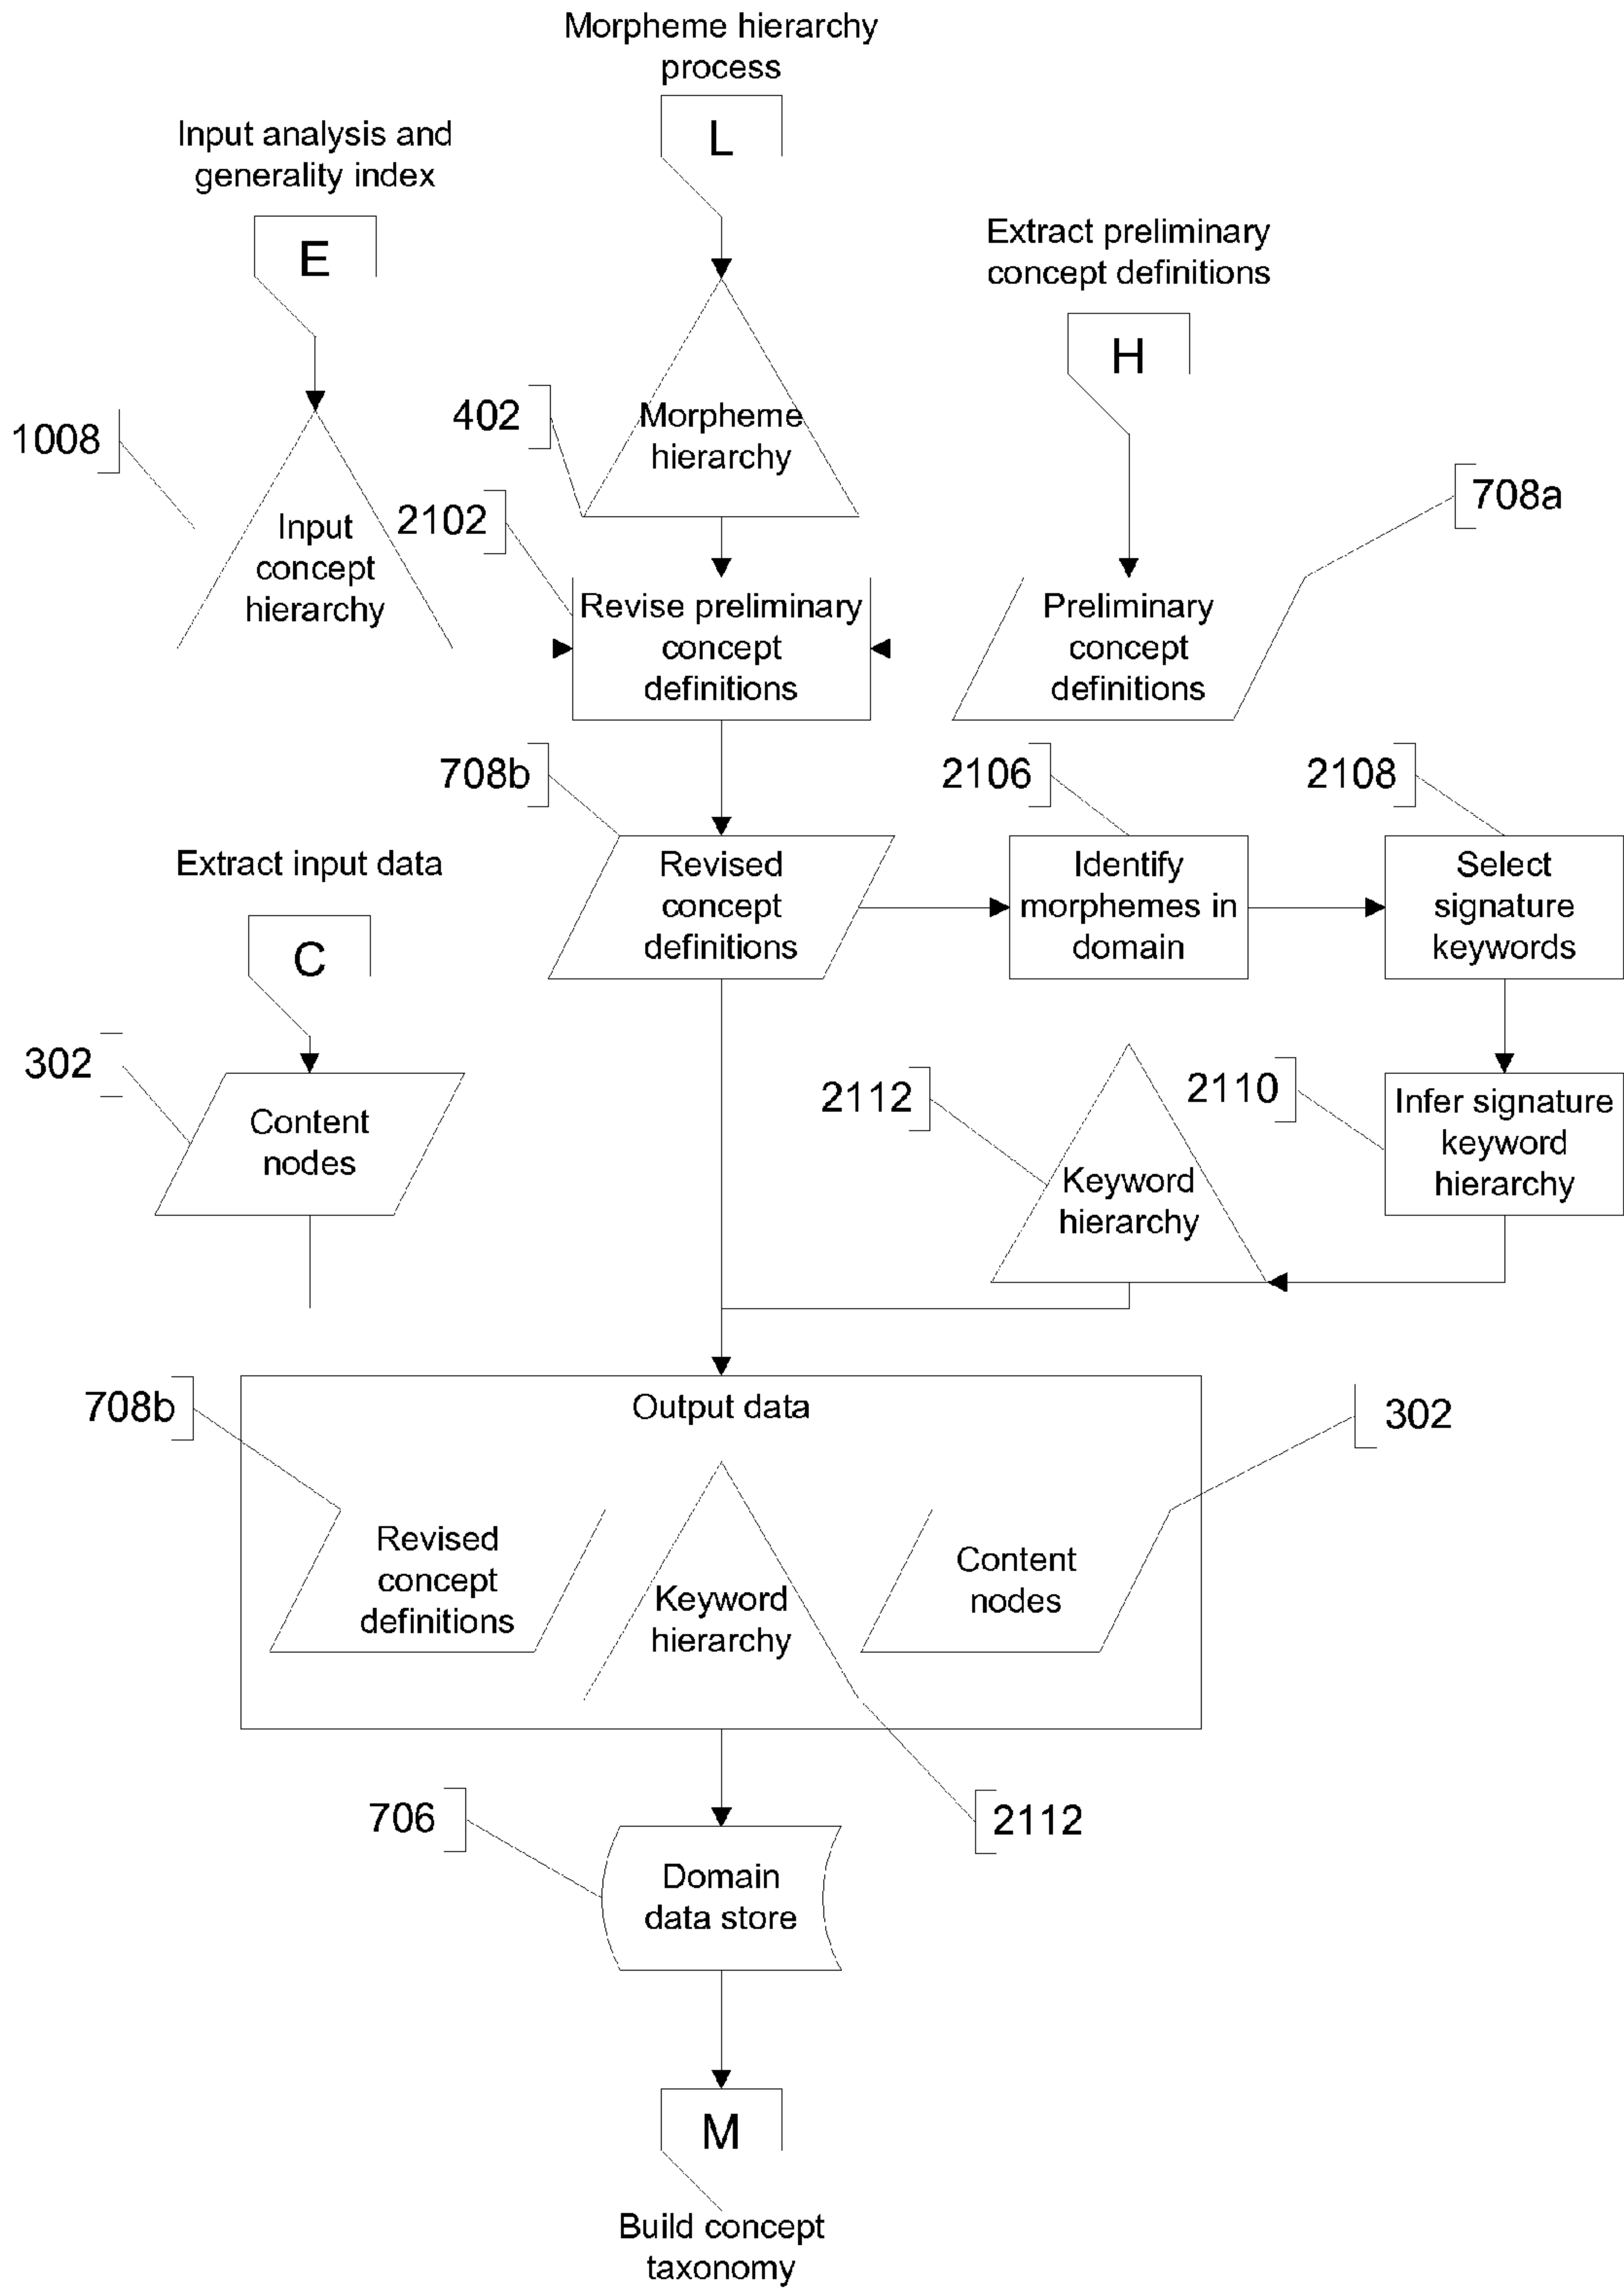 Morpheme hierarchy
process
L
Input analysis and
generality index
E
Extract preliminary
concept definitions
H
1008
402
Morpheme
hierarchy
708a
Input
concept
hierarchy
2102
Revise preliminary
concept
definitions
Preliminary
concept
definitions
708b
2106
2108
Extract input data
C
Revised
concept
definitions
Identify
morphemes in
domain
Select
signature
keywords
302
Content
nodes
2112
Keyword
hierarchy
2110
Infer signature
keyword
hierarchy
708b
Output data
302
Revised
concept
definitions
Keyword
hierarchy
Content
nodes
706
2112
Domain
data store
M
Build concept
taxonomy